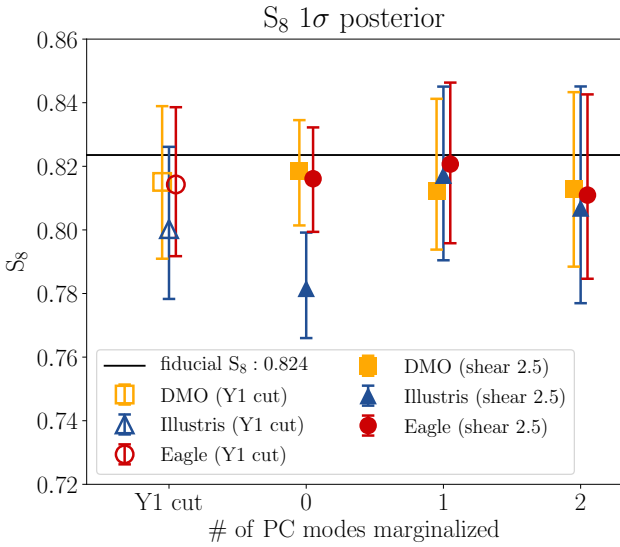 S₈ 1σ posterior
0.86
0.84
0.82
0.80
0.78
0.76
0.74
0.72
S₈
fiducial S₈ : 0.824
DMO (Y1 cut)
Illustris (Y1 cut)
Eagle (Y1 cut)
DMO (shear 2.5)
Illustris (shear 2.5)
Eagle (shear 2.5)
Y1 cut 0 1 2
# of PC modes marginalized